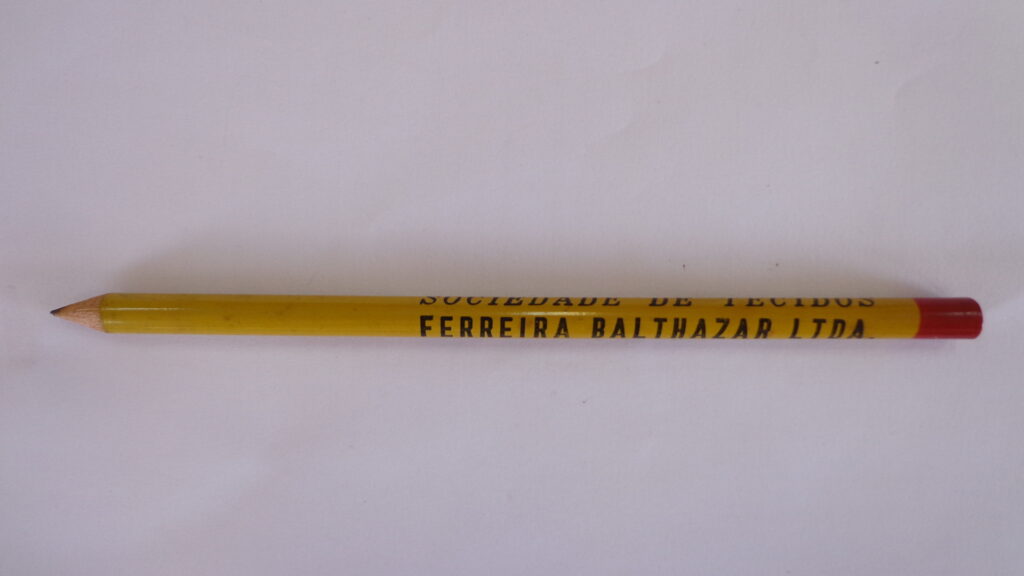 SOCIEDADE DE TECIDOS
FERREIRA BALTHAZAR LTDA.